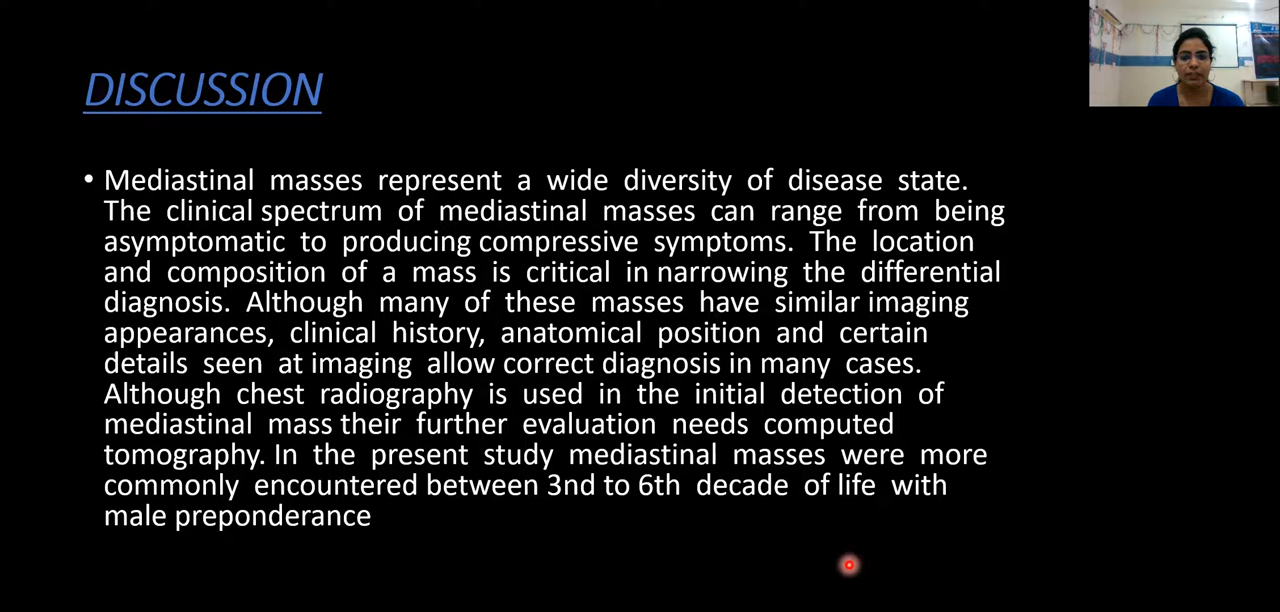 DISCUSSION
• Mediastinal masses represent a wide diversity of disease state.
The clinical spectrum of mediastinal masses can range from being
asymptomatic to producing compressive symptoms. The location
and composition of a mass is critical in narrowing the differential
diagnosis. Although many of these masses have similar imaging
appearances, clinical history, anatomical position and certain
details seen at imaging allow correct diagnosis in many cases.
Although chest radiography is used in the initial detection of
mediastinal mass their further evaluation needs computed
tomography. In the present study mediastinal masses were more
commonly encountered between 3nd to 6th decade of life with
male preponderance